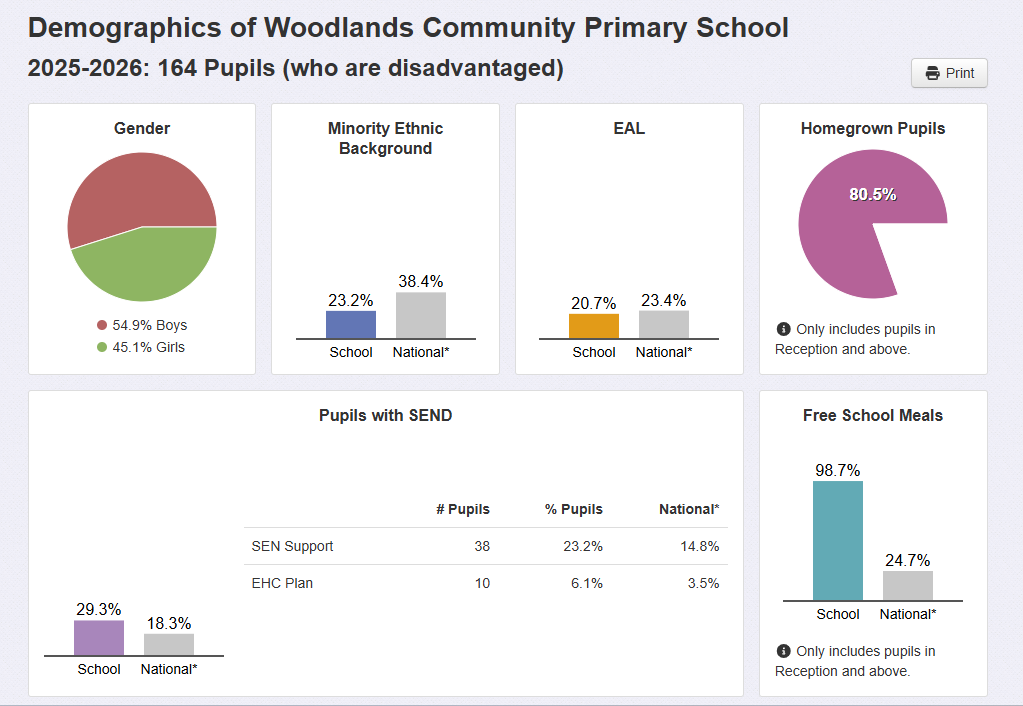 Demographics of Woodlands Community Primary School
2025-2026: 164 Pupils (who are disadvantaged)
Print
Gender
54.9% Boys
45.1% Girls
Minority Ethnic
Background
23.2%
38.4%
School
National*
EAL
20.7%
23.4%
School
National*
Homegrown Pupils
80.5%
Only includes pupils in
Reception and above.
Pupils with SEND
29.3%
18.3%
School
National*
# Pupils % Pupils National*
SEN Support 38 23.2% 14.8%
EHC Plan 10 6.1% 3.5%
Free School Meals
98.7%
24.7%
School
National*
Only includes pupils in
Reception and above.